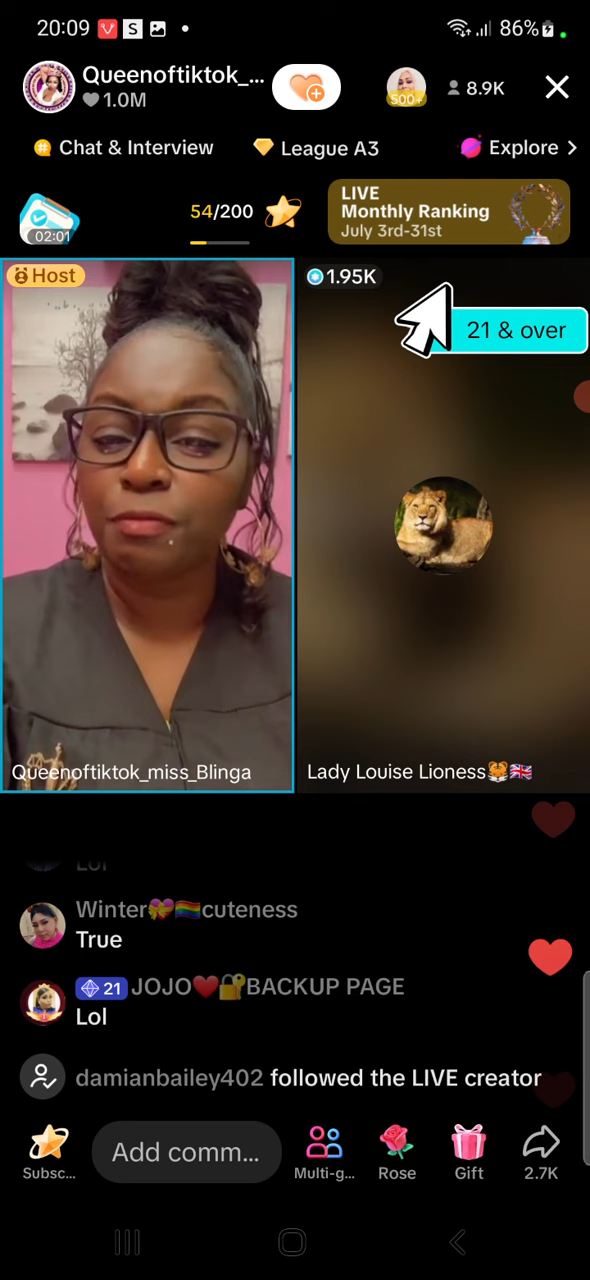 20:09 S 86%
Queenoftiktok_...
1.0M
500+
8.9K
Chat & Interview
League A3
Explore
02:01
54/200
LIVE
Monthly Ranking
July 3rd-31st
Host
1.95K
21 & over
Queenoftiktok_miss_Blinga
Lady Louise Lioness🐯🇬🇧
Lol
Winter💝🏳️‍🌈cuteness
True
21 JOJO❤️🔐BACKUP PAGE
Lol
damianbailey402 followed the LIVE creator
Subsc...
Add comm...
Multi-g...
Rose
Gift
2.7K